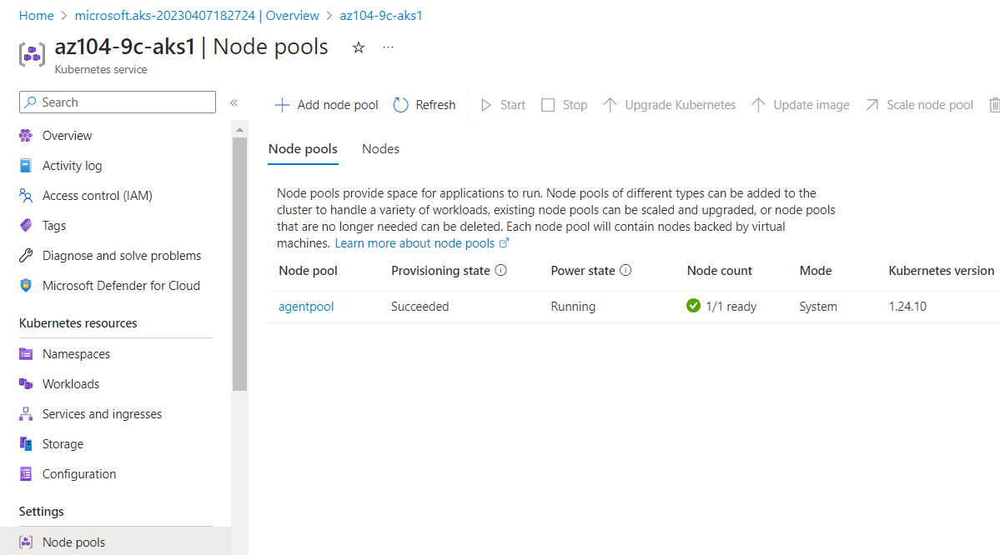 Home > microsoft.aks-20230407182724 | Overview > az104-9c-aks1
az104-9c-aks1 | Node pools
Kubernetes service
Search
Add node pool Refresh Start Stop Upgrade Kubernetes Update image Scale node pool
Overview
Activity log
Access control (IAM)
Tags
Diagnose and solve problems
Microsoft Defender for Cloud
Kubernetes resources
Namespaces
Workloads
Services and ingresses
Storage
Configuration
Settings
Node pools
Node pools Nodes
Node pools provide space for applications to run. Node pools of different types can be added to the
cluster to handle a variety of workloads, existing node pools can be scaled and upgraded, or node pools
that are no longer needed can be deleted. Each node pool will contain nodes backed by virtual
machines. Learn more about node pools
Node pool Provisioning state Power state Node count Mode Kubernetes version
agentpool Succeeded Running 1/1 ready System 1.24.10